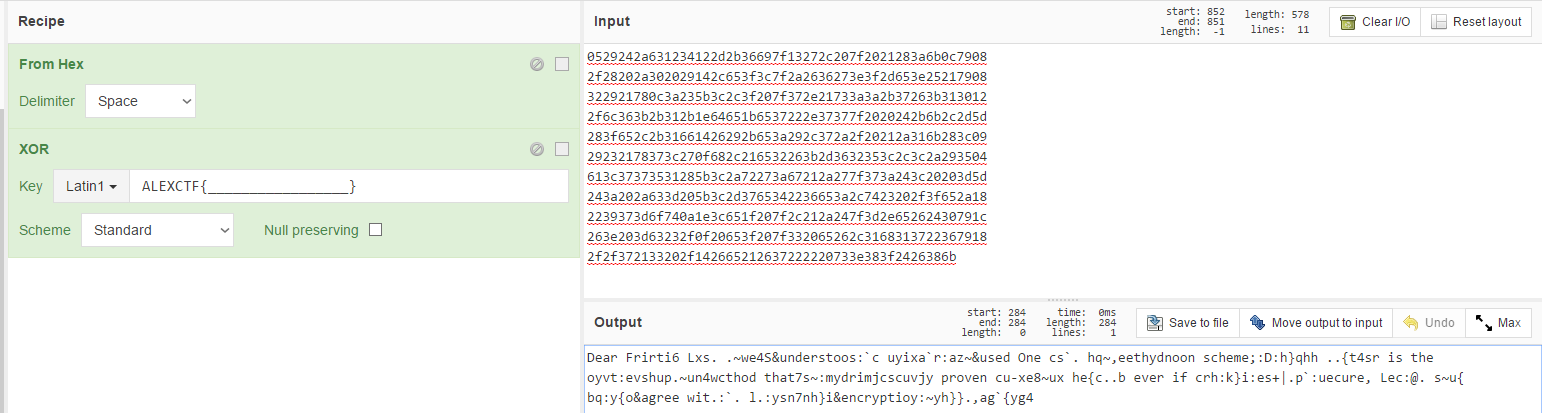 Recipe
From Hex
Delimiter Space
XOR
Key Latin1 ALEXCTF{_________________}
Scheme Standard Null preserving
Input
start: 852
end: 851
length: -1
length: 578
lines: 11
Clear I/O
Reset layout
0529242a631234122d2b36697f13272c207f2021283a6b0c7908
2f28202a302029142c653f3c7f2a2636273e3f2d653e25217908
322921780c3a235b3c2c3f207f372e21733a3a2b37263b313012
2f6c363b2b312b1e64651b6537222e37377f2020242b6b2c2d5d
283f652c2b31661426292b653a292c372a2f20212a316b283c09
29232178373c270f682c216532263b2d3632353c2c3c2a293504
613c37373531285b3c2a72273a67212a277f373a243c20203d5d
243a202a633d205b3c2d3765342236653a2c7423202f3f652a18
2239373d6f740a1e3c651f207f2c212a247f3d2e65262430791c
263e203d63232f0f20653f207f332065262c3168313722367918
2f2f372133202f142665212637222220733e383f2426386b
Output
start: 284
end: 284
length: 0
time: 0ms
length: 284
lines: 1
Save to file
Move output to input
Undo
Max
Dear Frirti6 Lxs. .~we4S&understoos:`c uyixa`r:az~&used One cs`. hq~,eethydnoon scheme;:D:h}qhh ..{t4sr is the
oyvt:evshup.~un4wcthod that7s~:mydrimjcscuvjy proven cu-xe8~ux he{c..b ever if crh:k}i:es+|.p`:uecure, Lec:@. s~u{
bq:y{o&agree wit.:`. l.:ysn7nh}i&encryptioy:~yh}}.,ag`{yg4